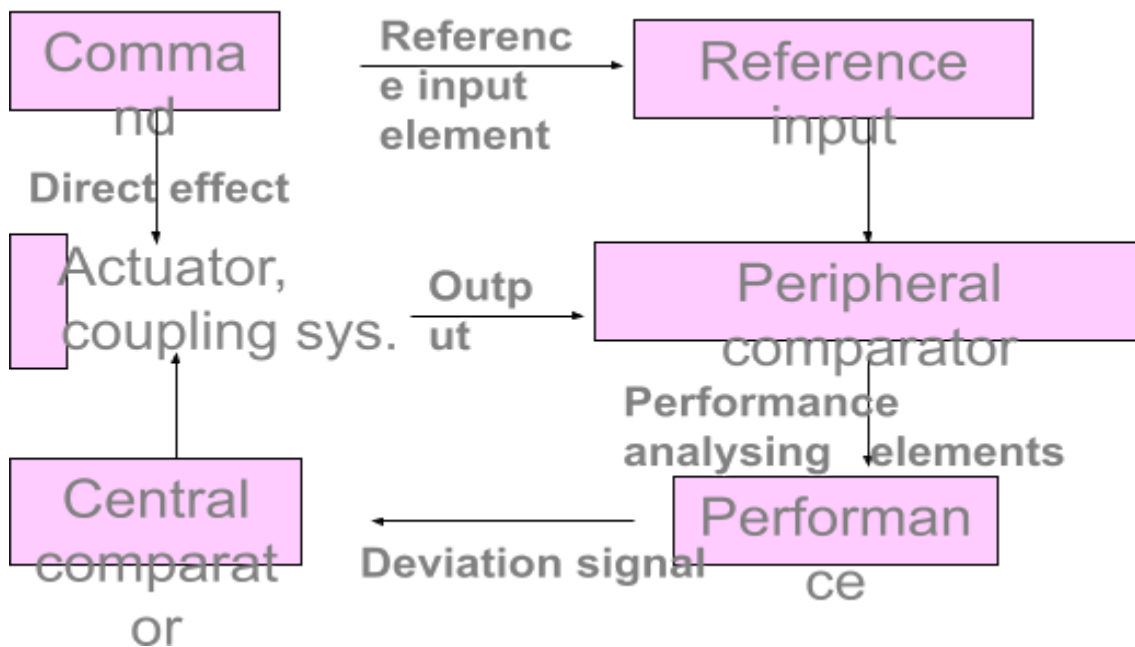 Comma
nd
Referenc
e input
element
Reference
input
Direct effect
Actuator,
coupling sys.
Outp
ut
Peripheral
comparator
Performance
analysing elements
Central
comparat
or
Deviation signal
Performan
ce